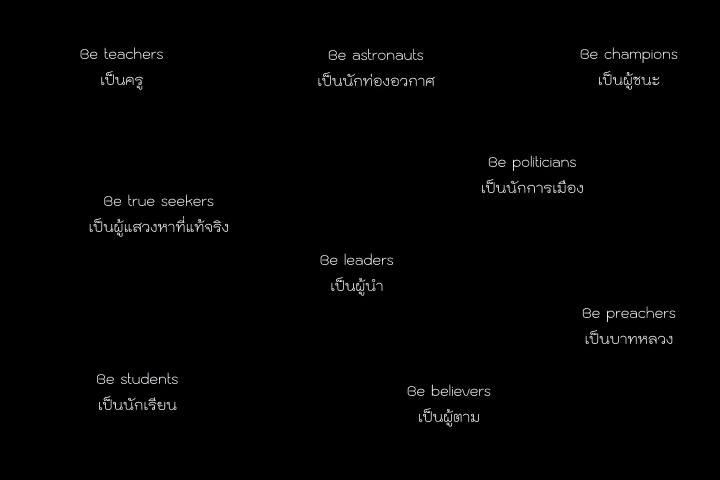 Be teachers
เป็นครู
Be astronauts
เป็นนักท่องอวกาศ
Be champions
เป็นผู้ชนะ
Be politicians
เป็นนักการเมือง
Be true seekers
เป็นผู้แสวงหาที่แท้จริง
Be leaders
เป็นผู้นำ
Be preachers
เป็นบาทหลวง
Be students
เป็นนักเรียน
Be believers
เป็นผู้ตาม